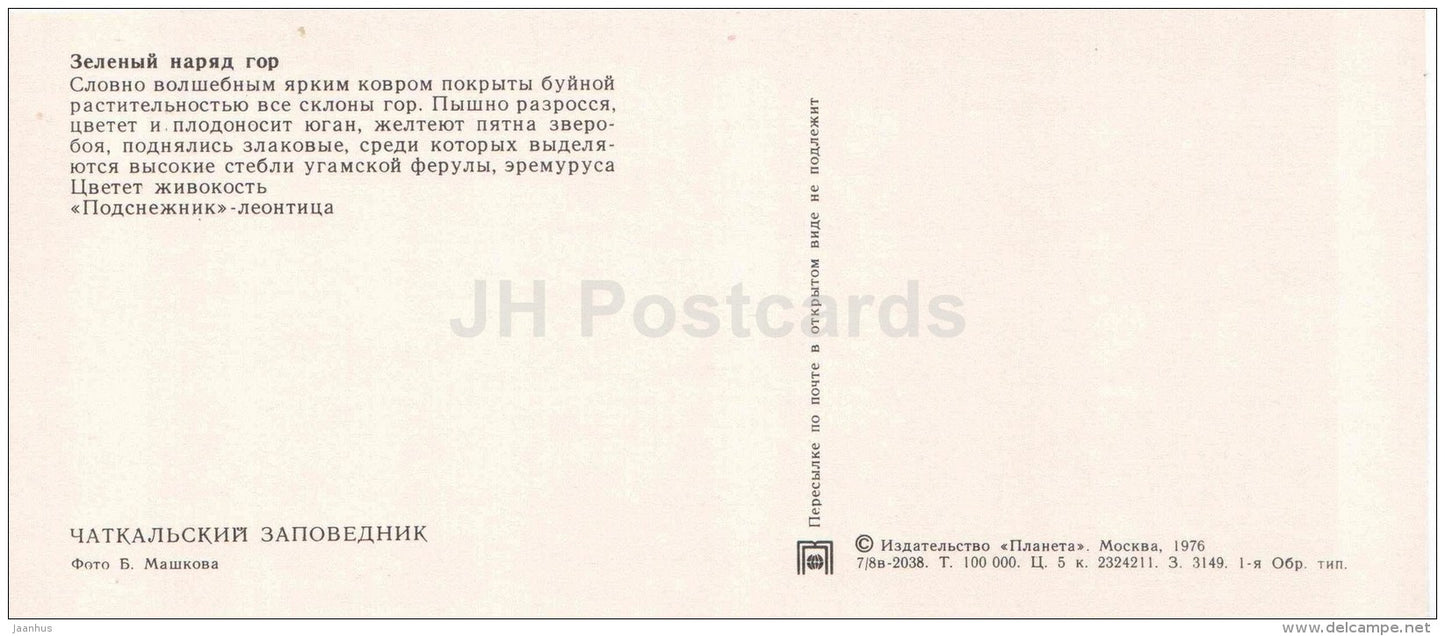 Зеленый наряд гор
Словно волшебным ярким ковром покрыты буйной
растительностью все склоны гор. Пышно разросся,
цветет и плодоносит юган, желтеют пятна зверо-
боя, поднялись злаковые, среди которых выделя-
ются высокие стебли угамской ферулы, эремуруса
Цветет живокость
«Подснежник»-леонтица
JH Postcards
ЧАТКАЛЬСКИЙ ЗАПОВЕДНИК
Фото Б. Машкова
Пересылке по почте в открытом виде не подлежит
© Издательство «Планета». Москва, 1976
7/8в-2038. Т. 100 000. Ц. 5 к. 2324211. З. 3149. 1-я Обр. тип.
jaanhus
delcampe.net